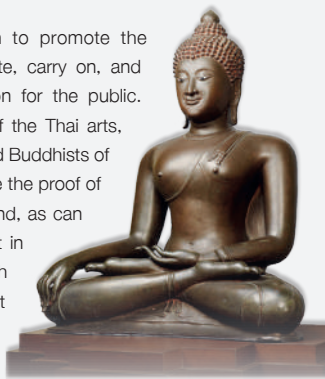 n to promote the
te, carry on, and
on for the public.
f the Thai arts,
d Buddhists of
e the proof of
nd, as can
t in
n
t